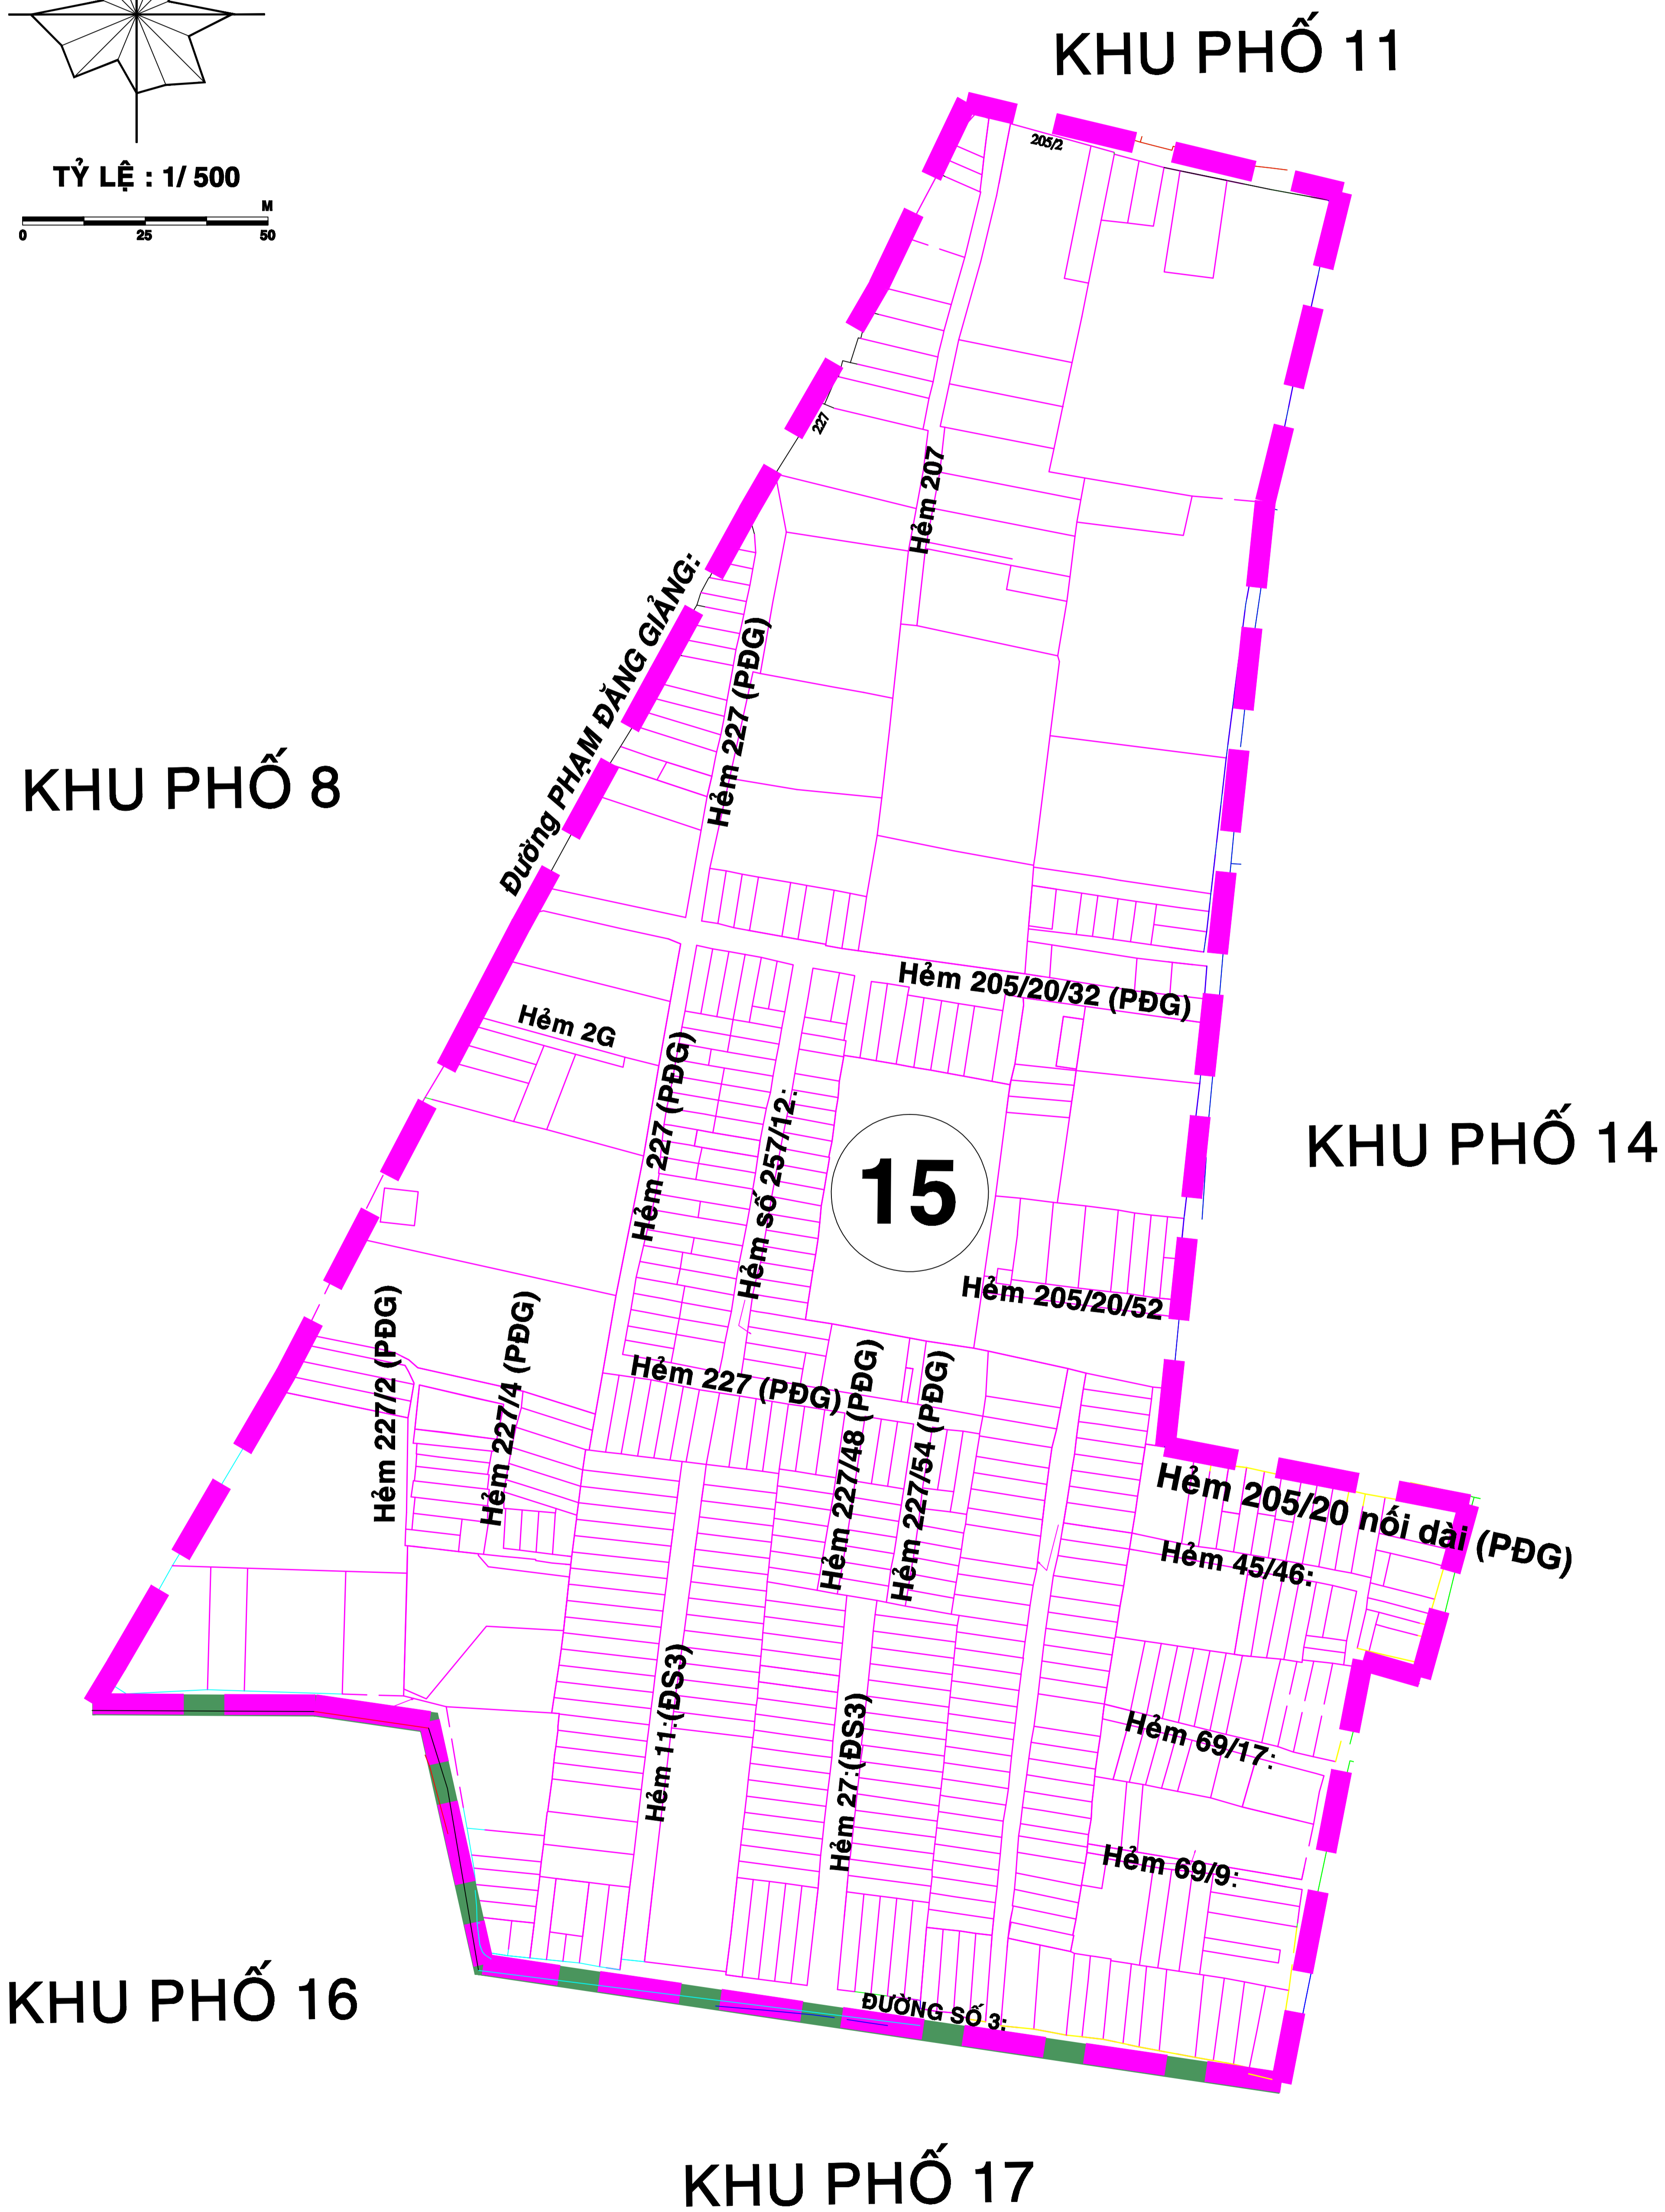 KHU PHỐ 11
TỶ LỆ : 1/ 500
M
0 25 50
205/2
227
Hẻm 207
Đường PHẠM ĐĂNG GIẢNG:
Hẻm 227 (PĐG)
KHU PHỐ 8
Hẻm 205/20/32 (PĐG)
Hẻm 2G
Hẻm 227 (PĐG)
Hẻm số 257/12:
15
KHU PHỐ 14
Hẻm 205/20/52
Hẻm 227/2 (PĐG)
Hẻm 227/4 (PĐG)
Hẻm 227 (PĐG)
Hẻm 227/48 (PĐG)
Hẻm 227/54 (PĐG)
Hẻm 205/20 nối dài (PĐG)
Hẻm 45/46:
Hẻm 11:(ĐS3)
Hẻm 27:(ĐS3)
Hẻm 69/17:
Hẻm 69/9:
KHU PHỐ 16
ĐƯỜNG SỐ 3:
KHU PHỐ 17